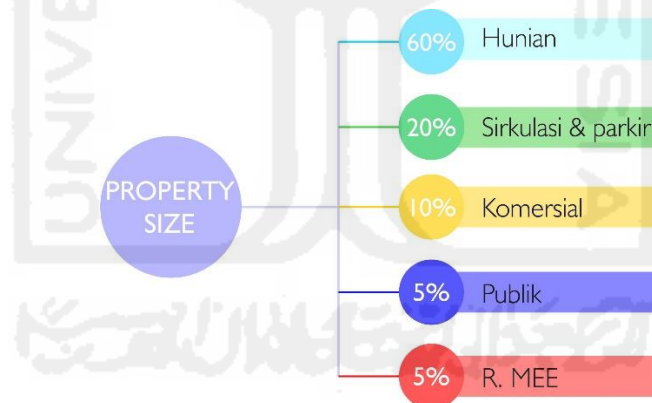 60% Hunian
20% Sirkulasi & parkir
PROPERTY
SIZE
10% Komersial
5% Publik
5% R. MEE